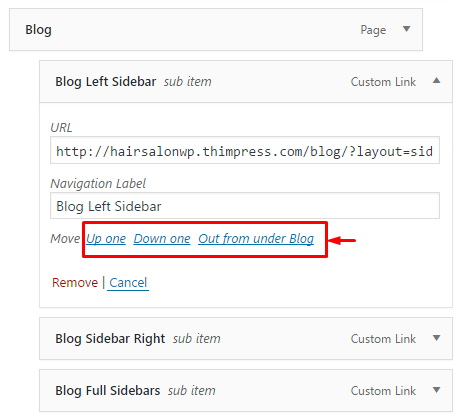 Blog Page
Blog Left Sidebar sub item Custom Link
URL
http://hairsalonwp.thimpress.com/blog/?layout=sid
Navigation Label
Blog Left Sidebar
Move Up one Down one Out from under Blog
Remove | Cancel
Blog Sidebar Right sub item Custom Link
Blog Full Sidebars sub item Custom Link